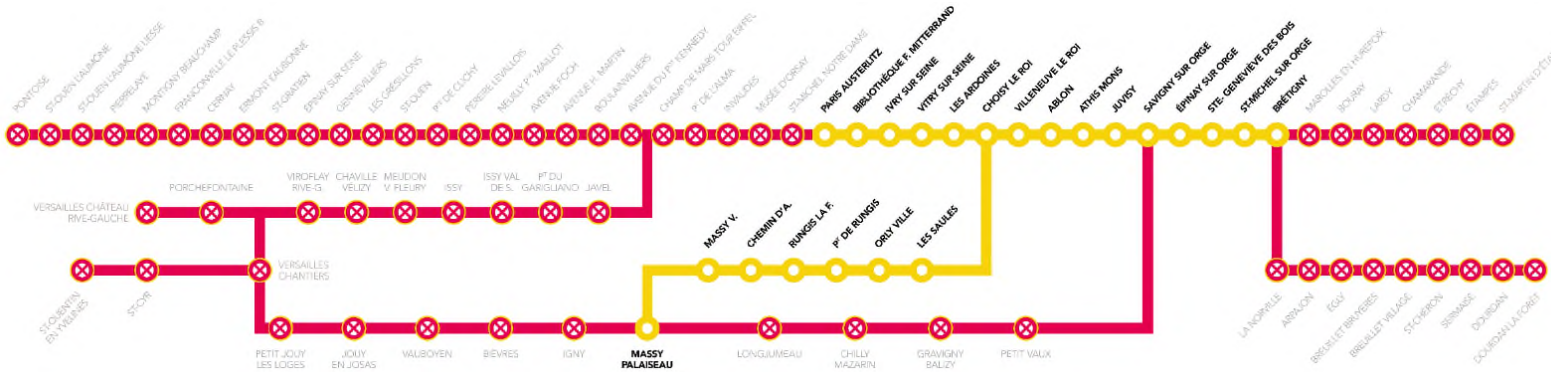 PONTOISE
ST-OUEN L'AUMÔNE
ST-OUEN L'AUMÔNE LIESSE
PIERRELAYE
MONTIGNY BEAUCHAMP
FRANCONVILLE LE PLESSIS B
CERNAY
ERMONT EAUBONNE
ST-GRATIEN
ÉPINAY SUR SEINE
GENNEVILLIERS
LES GRÉSILLONS
ST-OUEN
PTE DE CLICHY
PEREIRE LEVALLOIS
NEUILLY PTE MAILLOT
AVENUE FOCH
AVENUE H. MARTIN
BOULAINVILLIERS
AVENUE DU PDT KENNEDY
CHAMP DE MARS TOUR EIFFEL
PT DE L'ALMA
INVALIDES
MUSÉE D'ORSAY
ST-MICHEL NOTRE DAME
PARIS AUSTERLITZ
BIBLIOTHÈQUE F. MITTERRAND
IVRY SUR SEINE
VITRY SUR SEINE
LES ARDOINES
CHOISY LE ROI
VILLENEUVE LE ROI
ABLON
ATHIS MONS
JUVISY
SAVIGNY SUR ORGE
ÉPINAY SUR ORGE
STE- GENEVIÈVE DES BOIS
ST-MICHEL SUR ORGE
BRÉTIGNY
MAROLLES EN HUREPOIX
BOURAY
LARDY
CHAMARANDE
ETRÉCHY
ÉTAMPES
ST-MARTIN D'ÉTA
PORCHEFONTAINE
VIROFLAY
RIVE-G.
CHAVILLE
VÉLIZY
MEUDON
V. FLEURY
ISSY
ISSY VAL
DE S.
PT DU
GARIGLIANO
JAVEL
VERSAILLES CHÂTEAU
RIVE-GAUCHE
MASSY V.
CHEMIN D'A.
RUNGIS LA F.
PT DE RUNGIS
ORLY VILLE
LES SAULES
VERSAILLES
CHANTIERS
ST-QUENTIN
EN YVELINES
ST-CYR
PETIT JOUY
LES LOGES
JOUY
EN JOSAS
VAUBOYEN
BIÈVRES
IGNY
MASSY
PALAISEAU
LONGJUMEAU
CHILLY
MAZARIN
GRAVIGNY
BALIZY
PETIT VAUX
LA NORVILLE
ARPAJON
EGLY
BREUILLET BRUYÈRES
BREUILLET VILLAGE
ST-CHÉRON
SERMAISE
DOURDAN
DOURDAN LA FORÊT